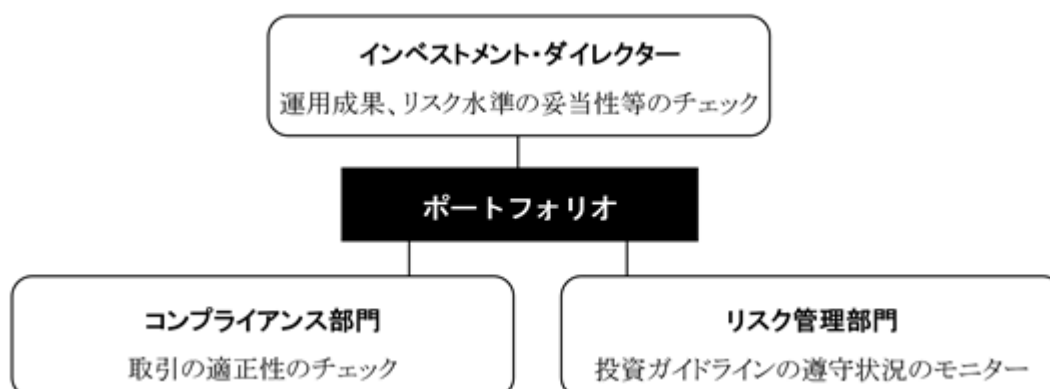 インベストメント・ダイレクター
運用成果、リスク水準の妥当性等のチェック
ポートフォリオ
コンプライアンス部門
取引の適正性のチェック
リスク管理部門
投資ガイドラインの遵守状況のモニター